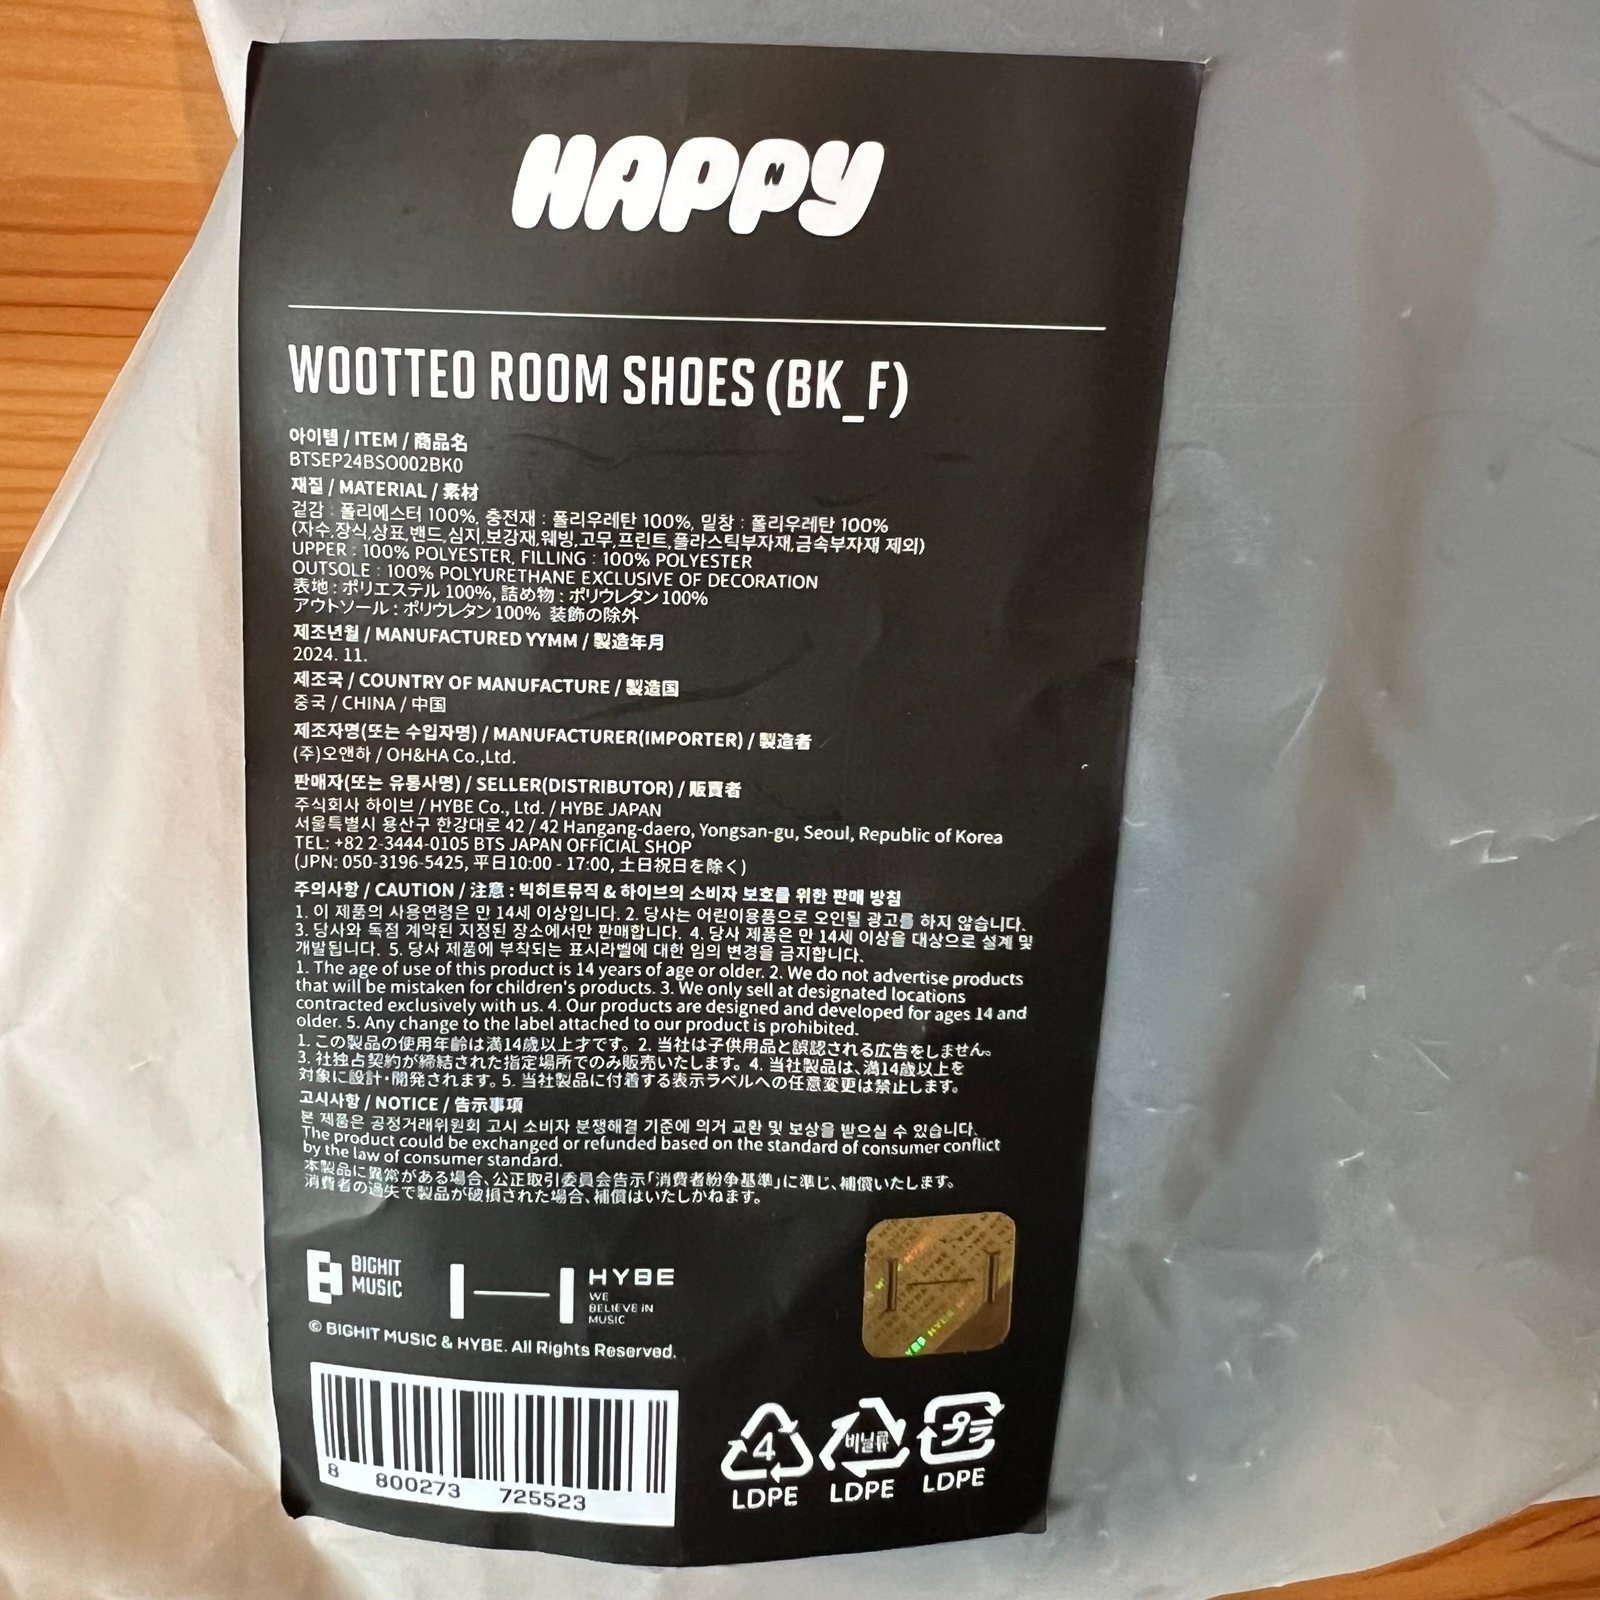 HAPPY
J
N
WOOTTEO ROOM SHOES (BK_F)
아이템 / ITEM / 商品名
BTSEP24BSO002BK0
재질 / MATERIAL / 素材
겉감 : 폴리에스터 100%, 충전재 : 폴리우레탄 100%, 밑창 : 폴리우레탄 100%
(자수,장식,상표,밴드,심지,보강재,웨빙,고무,프린트,플라스틱부자재,금속부자재 제외)
UPPER : 100% POLYESTER, FILLING : 100% POLYESTER
OUTSOLE : 100% POLYURETHANE EXCLUSIVE OF DECORATION
表地 : ポリエステル 100%, 詰め物 : ポリウレタン 100%
アウトソール : ポリウレタン 100% 装飾の除外
제조년월 / MANUFACTURED YYMM / 製造年月
2024. 11.
제조국 / COUNTRY OF MANUFACTURE / 製造国
중국 / CHINA / 中国
제조자명(또는 수입자명) / MANUFACTURER(IMPORTER) / 製造者
(주)오앤하 / OH&HA Co.,Ltd.
판매자(또는 유통사명) / SELLER(DISTRIBUTOR) / 販賣者
주식회사 하이브 / HYBE Co., Ltd. / HYBE JAPAN
서울특별시 용산구 한강대로 42 / 42 Hangang-daero, Yongsan-gu, Seoul, Republic of Korea
TEL: +82 2-3444-0105 BTS JAPAN OFFICIAL SHOP
(JPN: 050-3196-5425, 平日10:00 - 17:00, 土日祝日を除く)
주의사항 / CAUTION / 注意 : 빅히트뮤직 & 하이브의 소비자 보호를 위한 판매 방침
1. 이 제품의 사용연령은 만 14세 이상입니다. 2. 당사는 어린이용품으로 오인될 광고를 하지 않습니다.
3. 당사와 독점 계약된 지정된 장소에서만 판매합니다. 4. 당사 제품은 만 14세 이상을 대상으로 설계 및
개발됩니다. 5. 당사 제품에 부착되는 표시라벨에 대한 임의 변경을 금지합니다.
1. The age of use of this product is 14 years of age or older. 2. We do not advertise products
that will be mistaken for children's products. 3. We only sell at designated locations
contracted exclusively with us. 4. Our products are designed and developed for ages 14 and
older. 5. Any change to the label attached to our product is prohibited.
1. この製品の使用年齢は満14歳以上才です。 2. 当社は子供用品と誤認される広告をしません。
3. 社独占契約が締結された指定場所でのみ販売いたします。 4. 当社製品は、満14歳以上を
対象に設計・開発されます。 5. 当社製品に付着する表示ラベルへの任意変更は禁止します。
고시사항 / NOTICE / 告示事項
본 제품은 공정거래위원회 고시 소비자 분쟁해결 기준에 의거 교환 및 보상을 받으실 수 있습니다.
The product could be exchanged or refunded based on the standard of consumer conflict
by the law of consumer standard.
本製品に異常がある場合、公正取引委員会告示「消費者紛争基準」に準じ、補償いたします。
消費者の過失で製品が破損された場合、補償はいたしかねます。
BIGHIT
MUSIC
HYBE
WE
BELIEVE IN
MUSIC
© BIGHIT MUSIC & HYBE. All Rights Reserved.
8 800273 725523
4
LDPE
비닐류
LDPE
プラ
LDPE